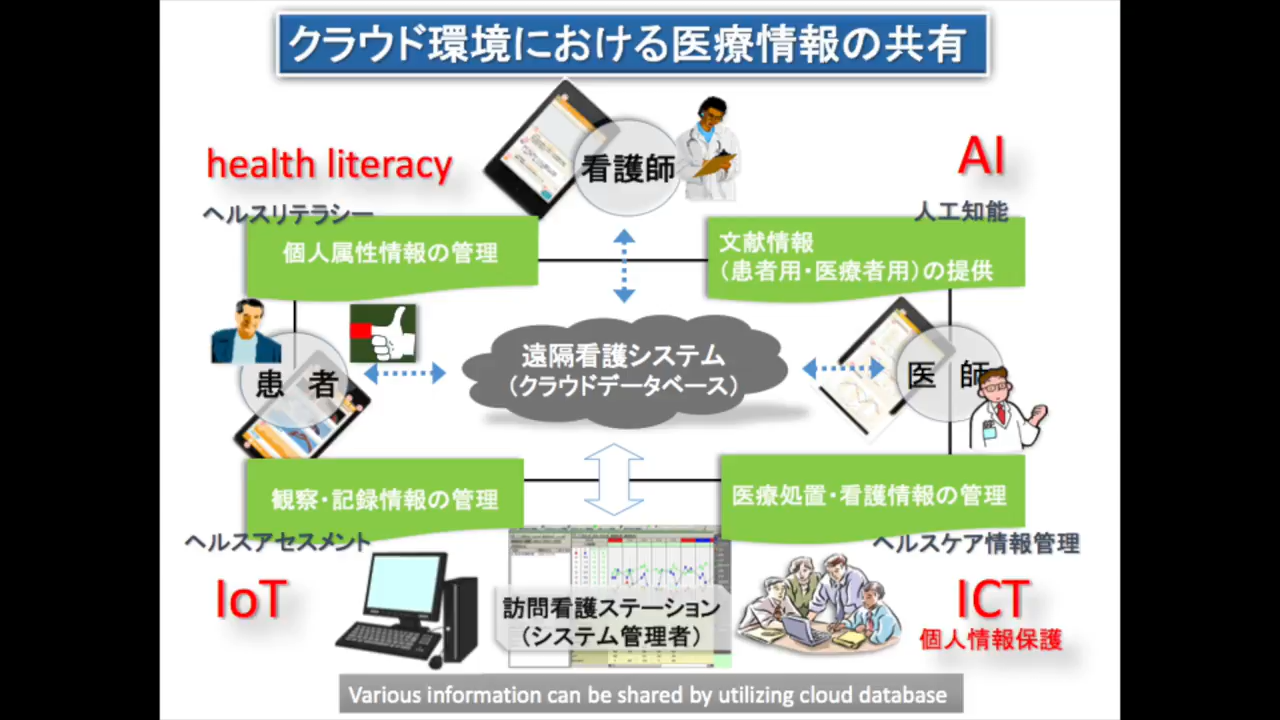 クラウド環境における医療情報の共有
health literacy
ヘルスリテラシー
看護師
AI
人工知能
個人属性情報の管理
文献情報
(患者用・医療者用)の提供
患 者
遠隔看護システム
(クラウドデータベース)
医 師
観察・記録情報の管理
医療処置・看護情報の管理
ヘルスアセスメント
IoT
訪問看護ステーション
(システム管理者)
ヘルスケア情報管理
ICT
個人情報保護
Various information can be shared by utilizing cloud database